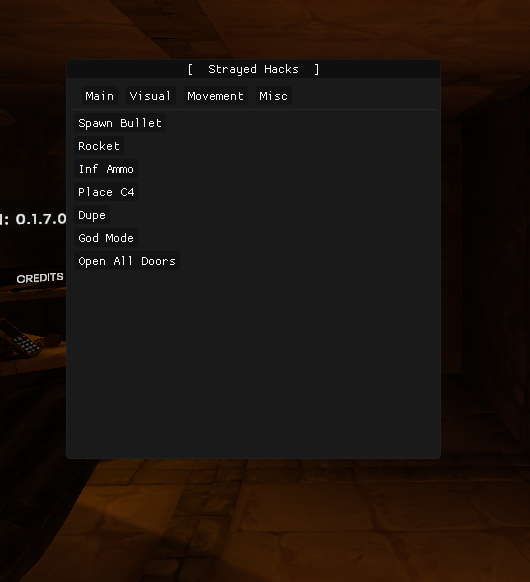 [ Strayed Hacks ]
Main Visual Movement Misc
Spawn Bullet
Rocket
Inf Ammo
Place C4
Dupe
God Mode
Open All Doors
: 0.1.7.0
CREDITS